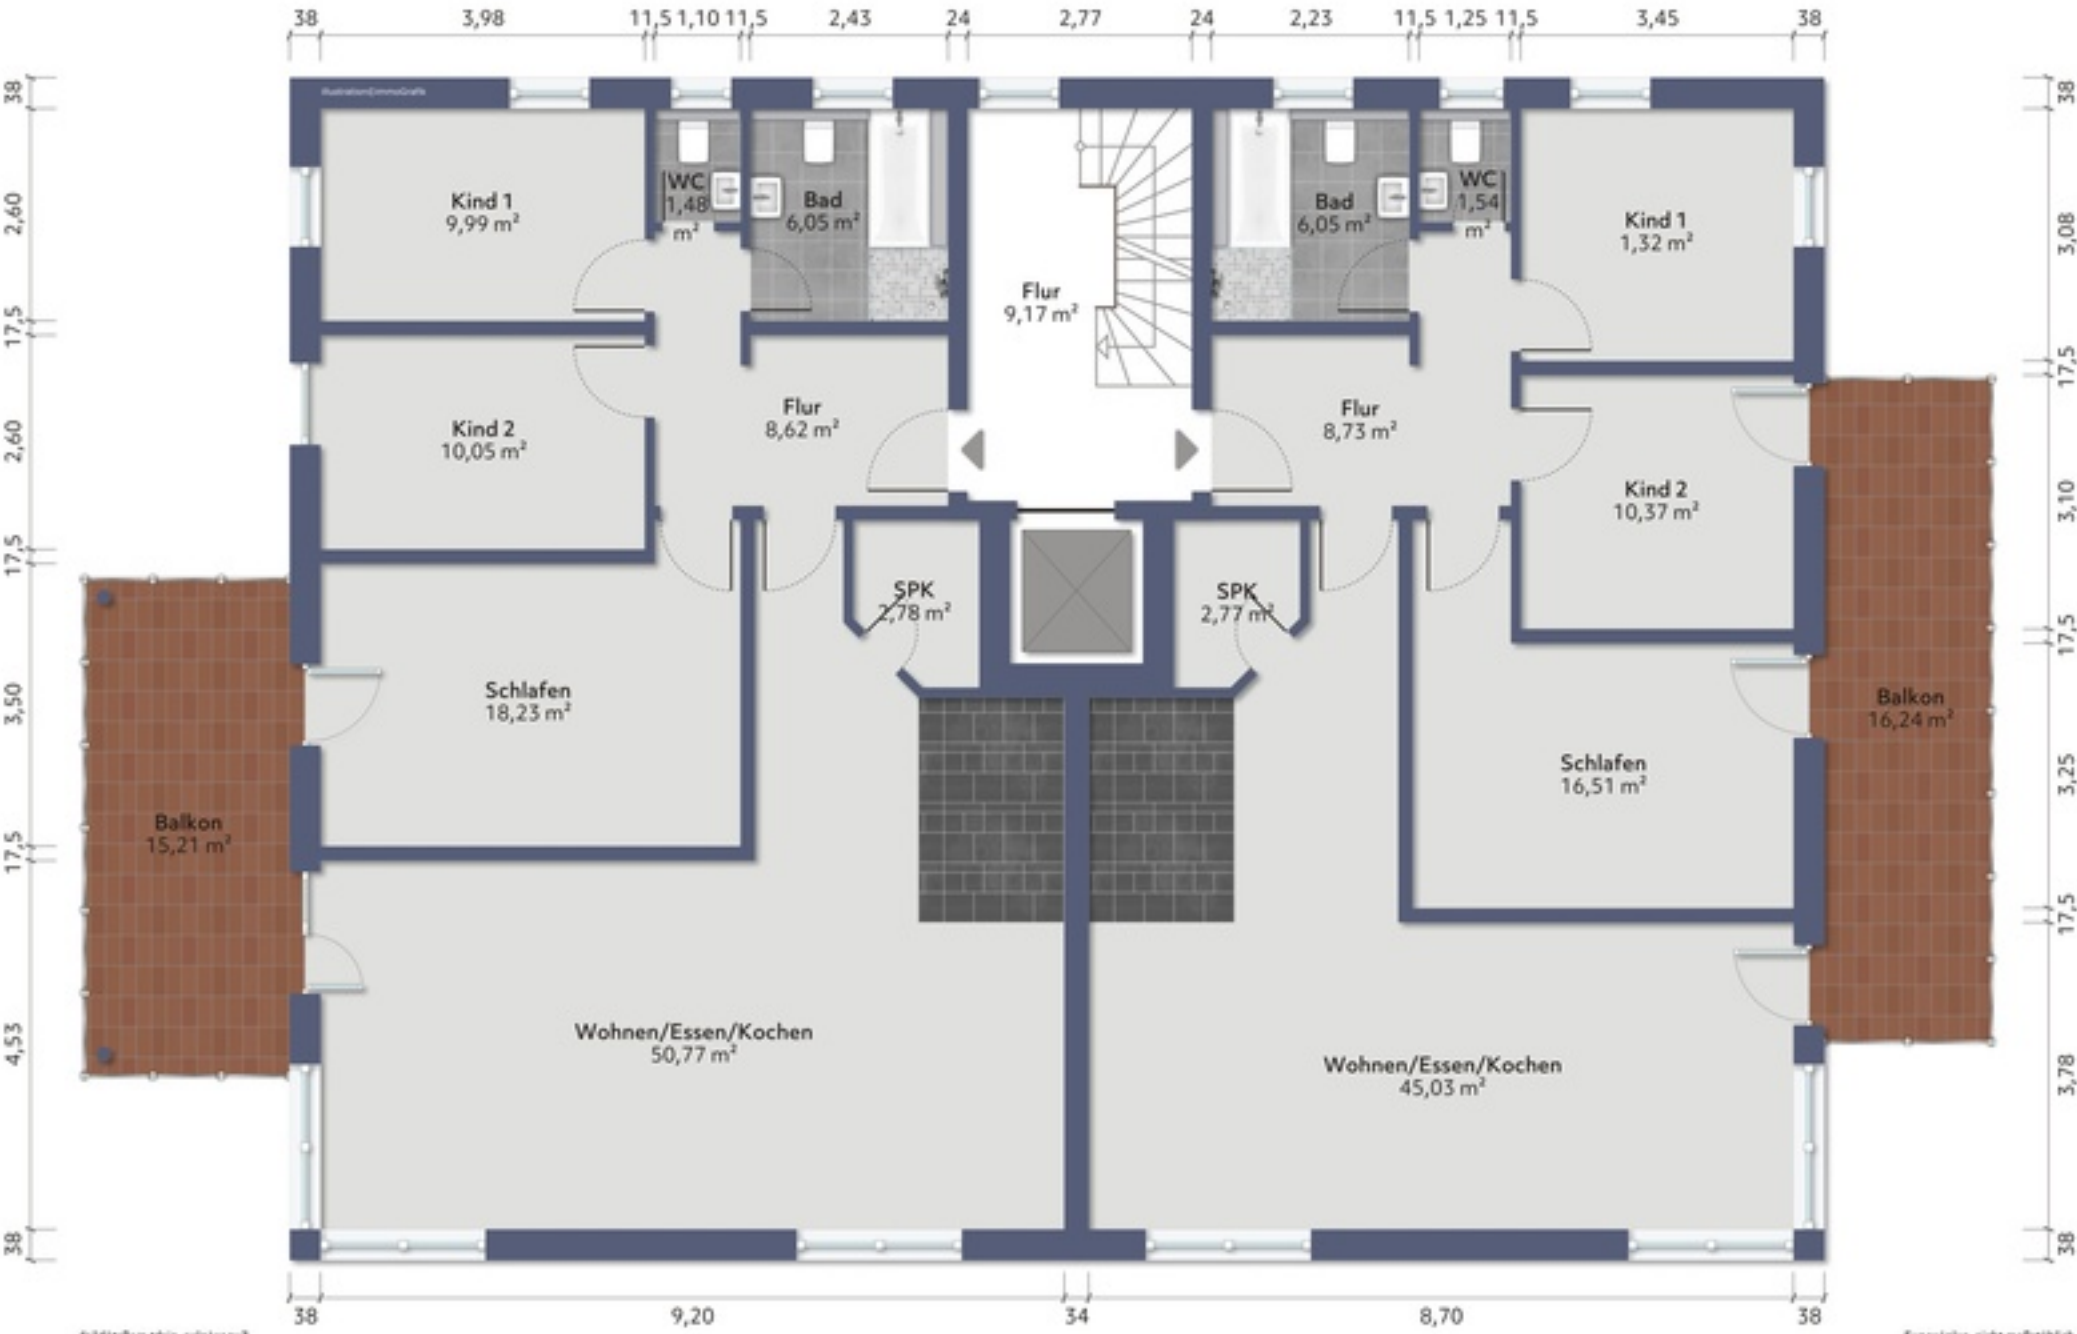 38 3,98 11,5 1,10 11,5 2,43 24 2,77 24 2,23 11,5 1,25 11,5 3,45 38
38
2,60
17,5
2,60
17,5
3,50
17,5
4,53
38
Illustration|ImmoGrafik
Kind 1
9,99 m²
WC
1,48
m²
Bad
6,05 m²
Flur
9,17 m²
Bad
6,05 m²
WC
1,54
m²
Kind 1
1,32 m²
Kind 2
10,05 m²
Flur
8,62 m²
Flur
8,73 m²
Kind 2
10,37 m²
SPK
2,78 m²
SPK
2,77 m²
Schlafen
18,23 m²
Schlafen
16,51 m²
Balkon
15,21 m²
Balkon
16,24 m²
Wohnen/Essen/Kochen
50,77 m²
Wohnen/Essen/Kochen
45,03 m²
38
3,08
17,5
3,10
17,5
3,25
17,5
3,78
38
38 9,20 34 8,70 38